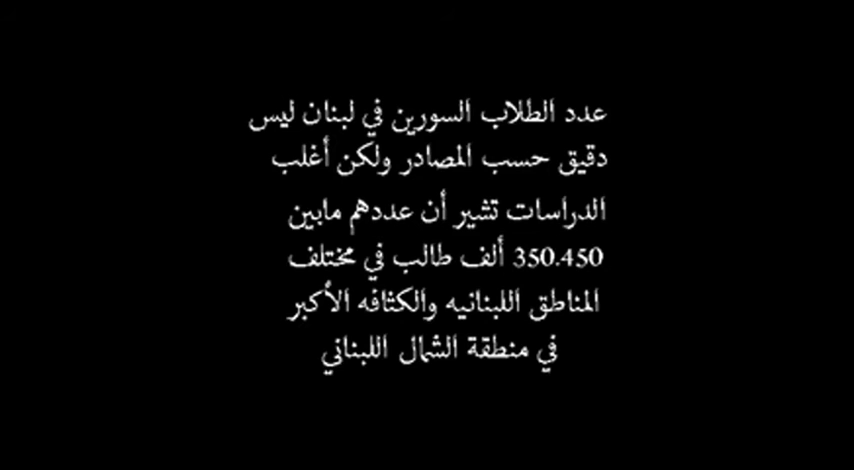 عدد الطلاب السورين في لبنان ليس
دقيق حسب المصادر ولكن أغلب
الدراسات تشير أن عددهم مابين
350.450 ألف طالب في مختلف
المناطق اللبنانيه والكثافه الأكبر
في منطقة الشمال اللبناني